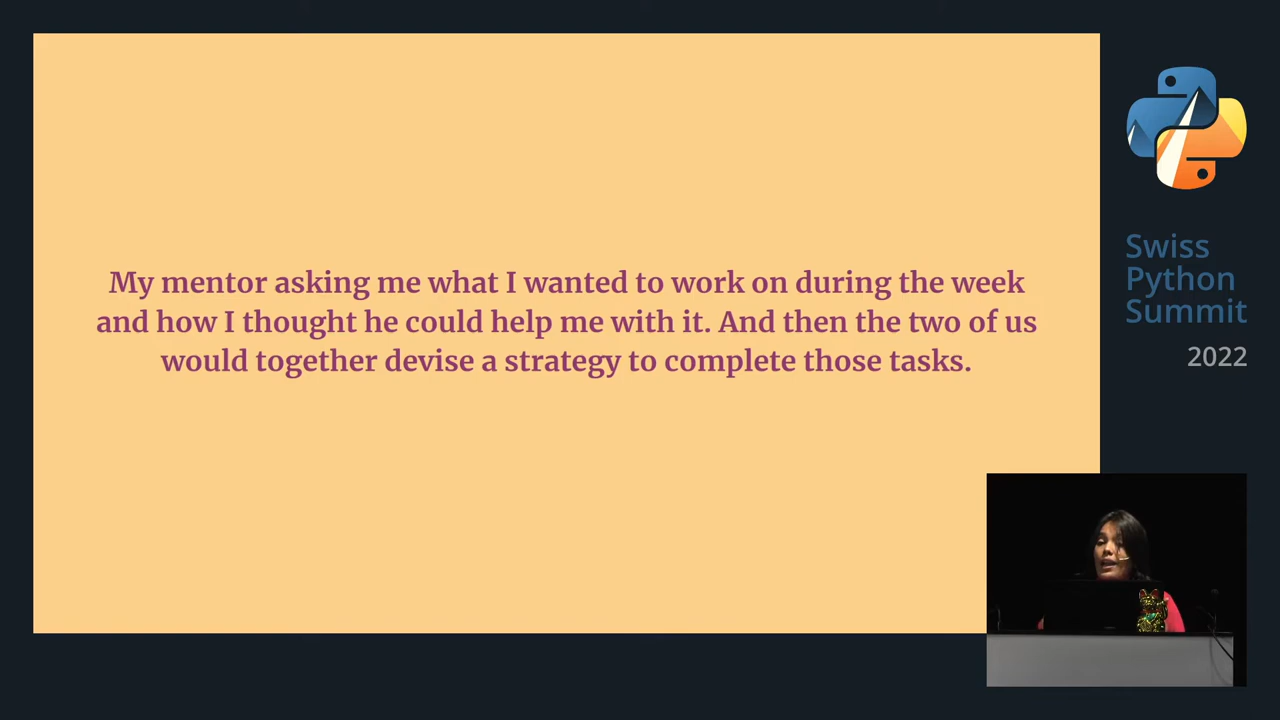 My mentor asking me what I wanted to work on during the week
and how I thought he could help me with it. And then the two of us
would together devise a strategy to complete those tasks.
Swiss
Python
Summit
2022